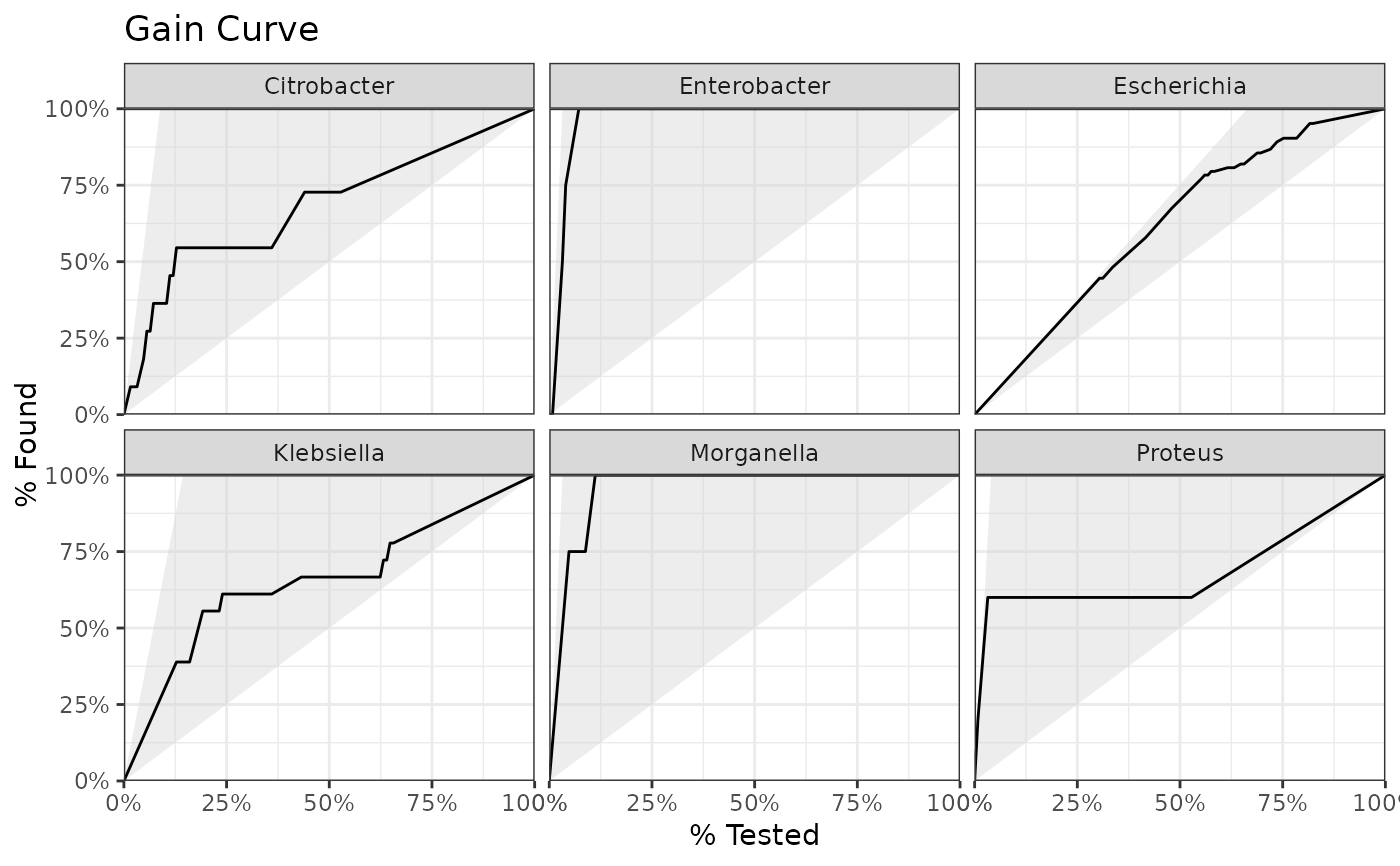 Gain Curve
Citrobacter Enterobacter Escherichia
100%
75%
50%
25%
0%
% Found
Klebsiella Morganella Proteus
100%
75%
50%
25%
0%
0% 25% 50% 75% 100% 0% 25% 50% 75% 100% 0% 25% 50% 75% 100%
% Tested